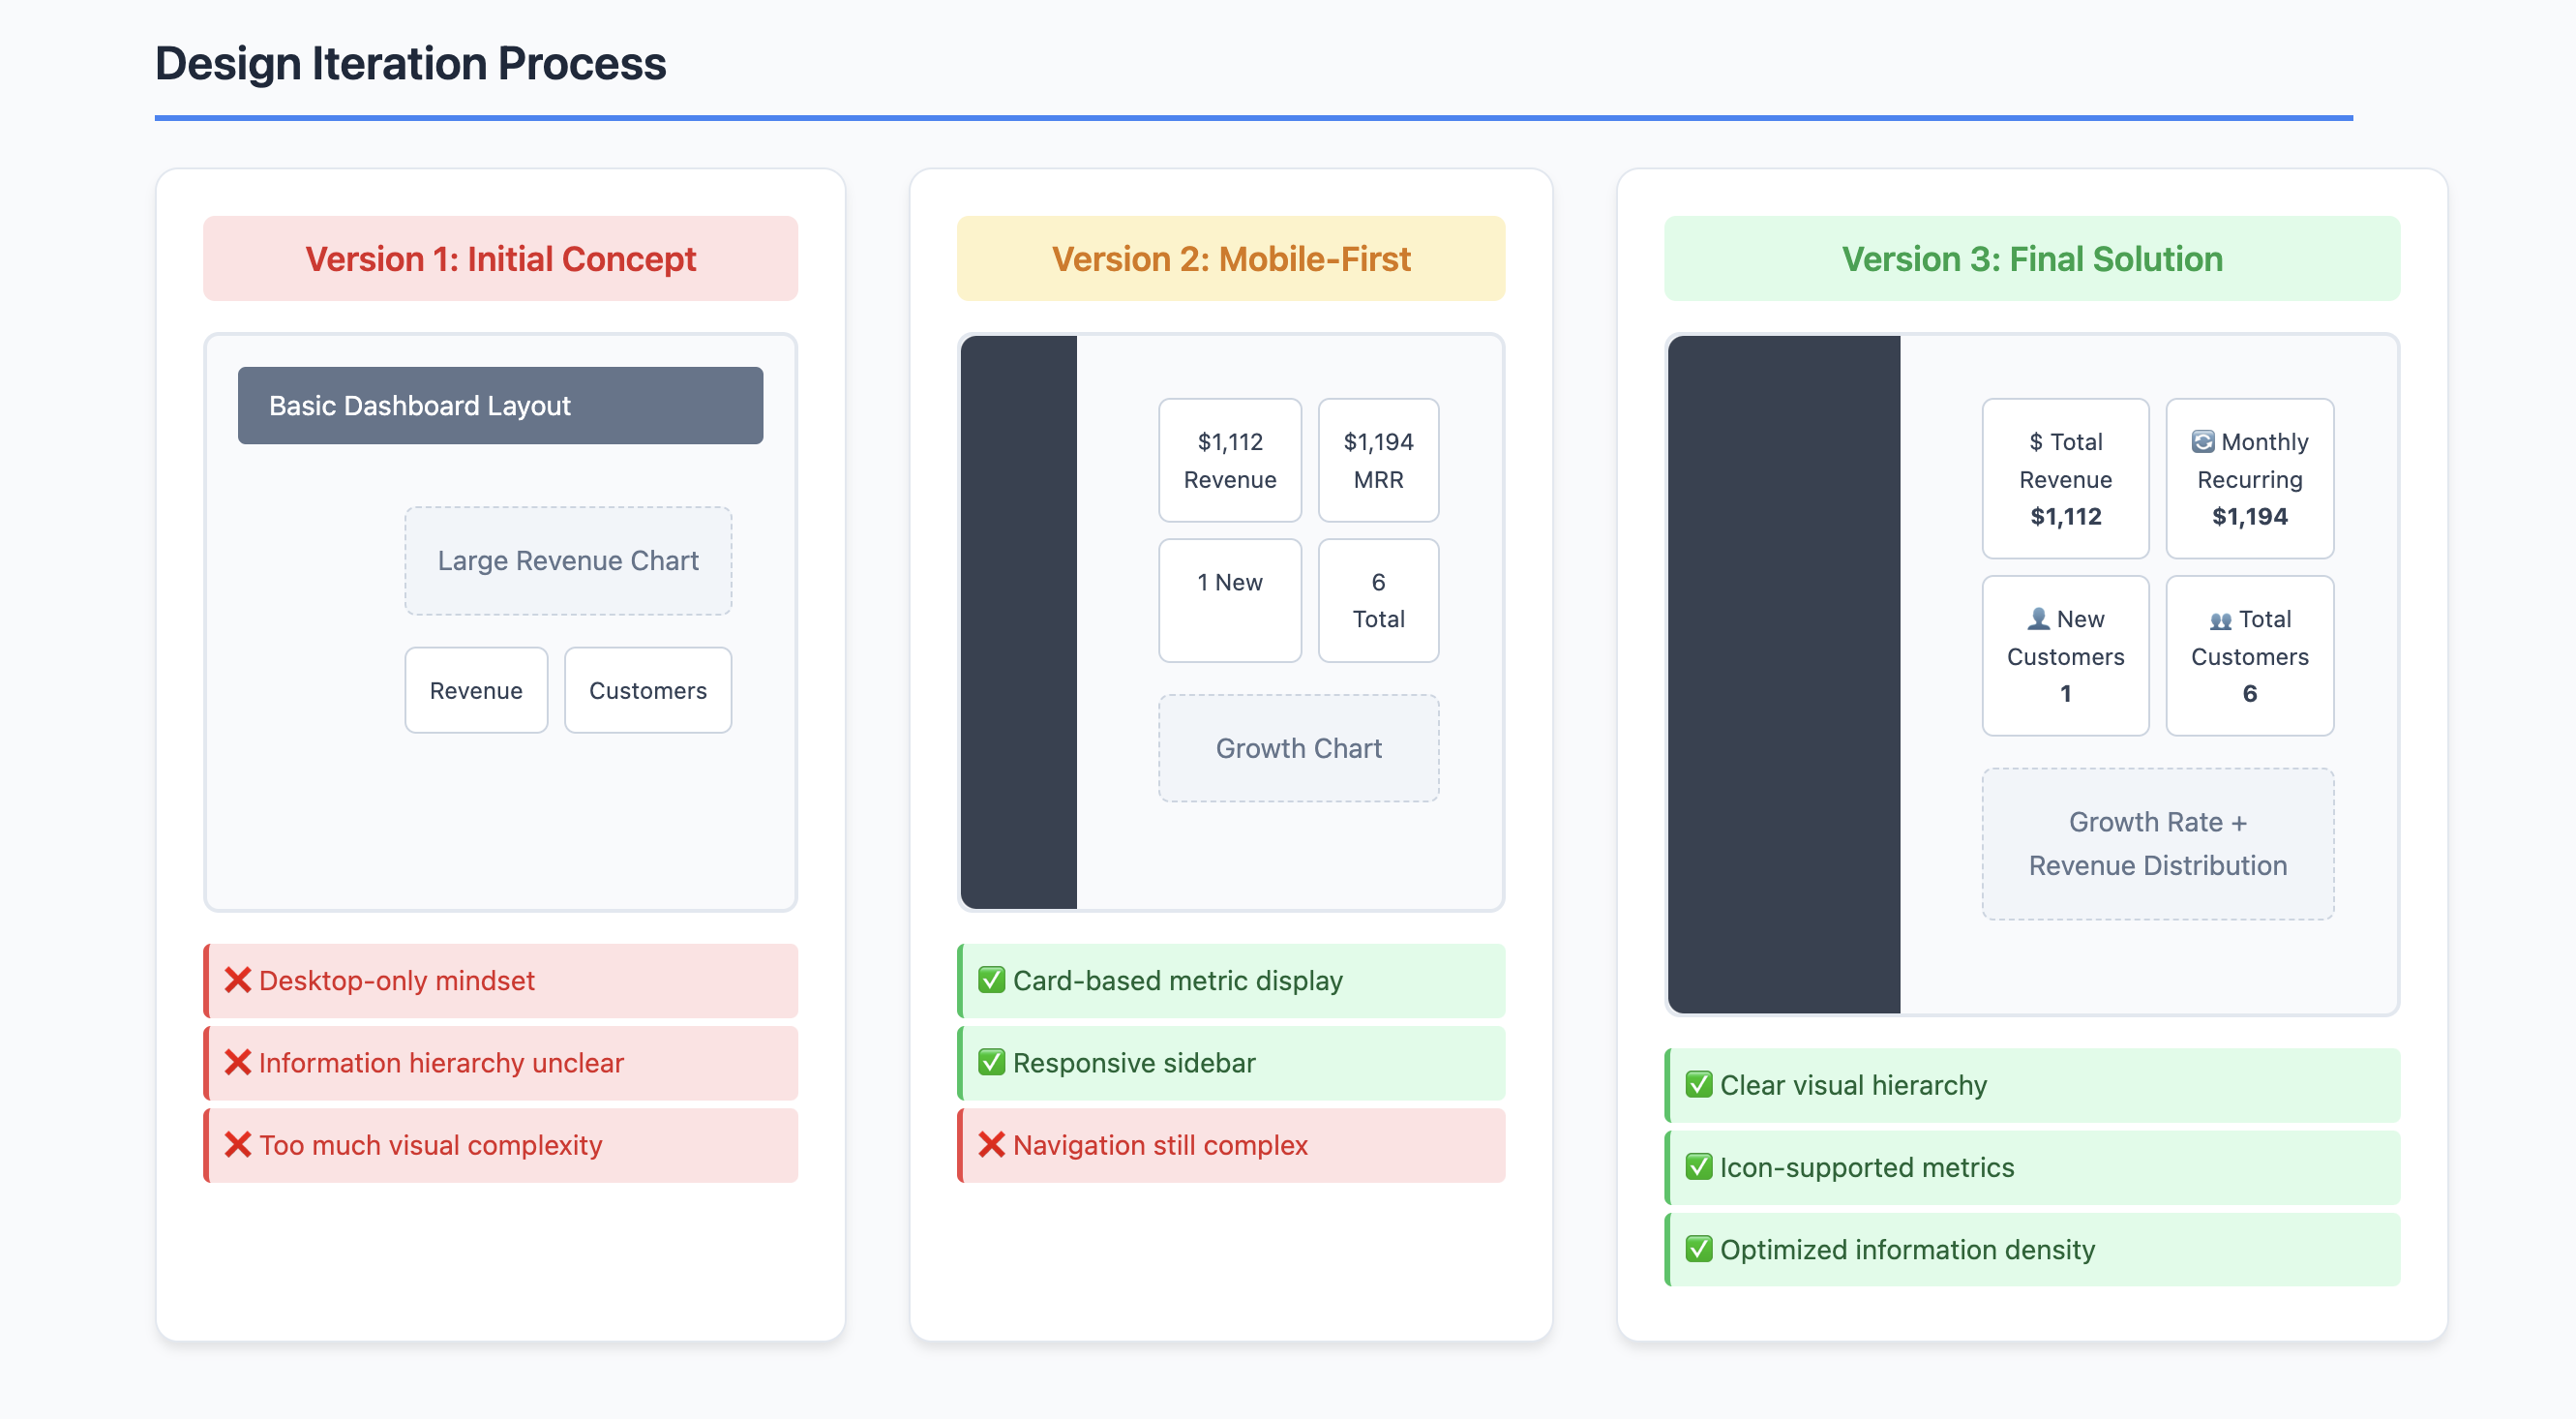 Design Iteration Process
Version 1: Initial Concept
Basic Dashboard Layout
Large Revenue Chart
Revenue
Customers
❌ Desktop-only mindset
❌ Information hierarchy unclear
❌ Too much visual complexity
Version 2: Mobile-First
$1,112
Revenue
$1,194
MRR
1 New
6
Total
Growth Chart
✅ Card-based metric display
✅ Responsive sidebar
❌ Navigation still complex
Version 3: Final Solution
$ Total
Revenue
$1,112
🔄 Monthly
Recurring
$1,194
👤 New
Customers
1
👥 Total
Customers
6
Growth Rate +
Revenue Distribution
✅ Clear visual hierarchy
✅ Icon-supported metrics
✅ Optimized information density